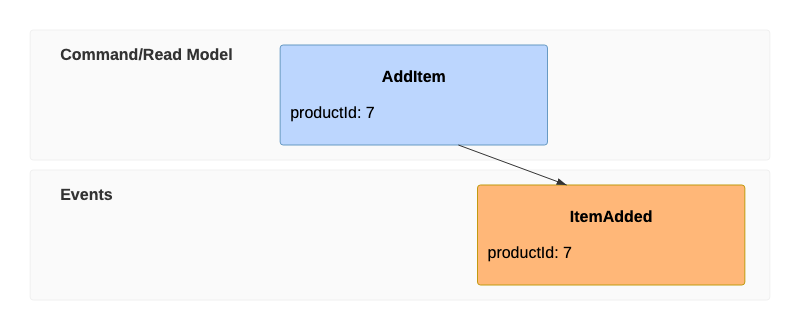 Command/Read Model
AddItem
productId: 7
Events
ItemAdded
productId: 7